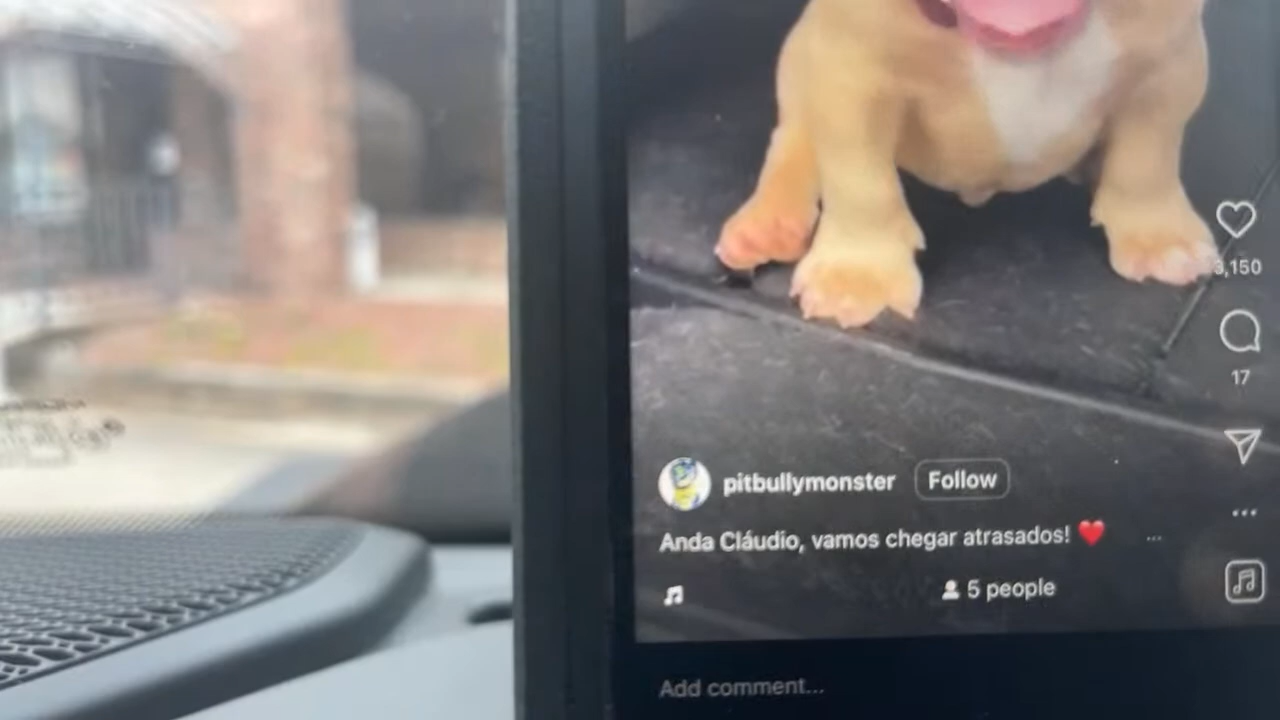 3,150
17
pitbullymonster Follow
Anda Cláudio, vamos chegar atrasados! ❤️ ...
5 people
Add comment...